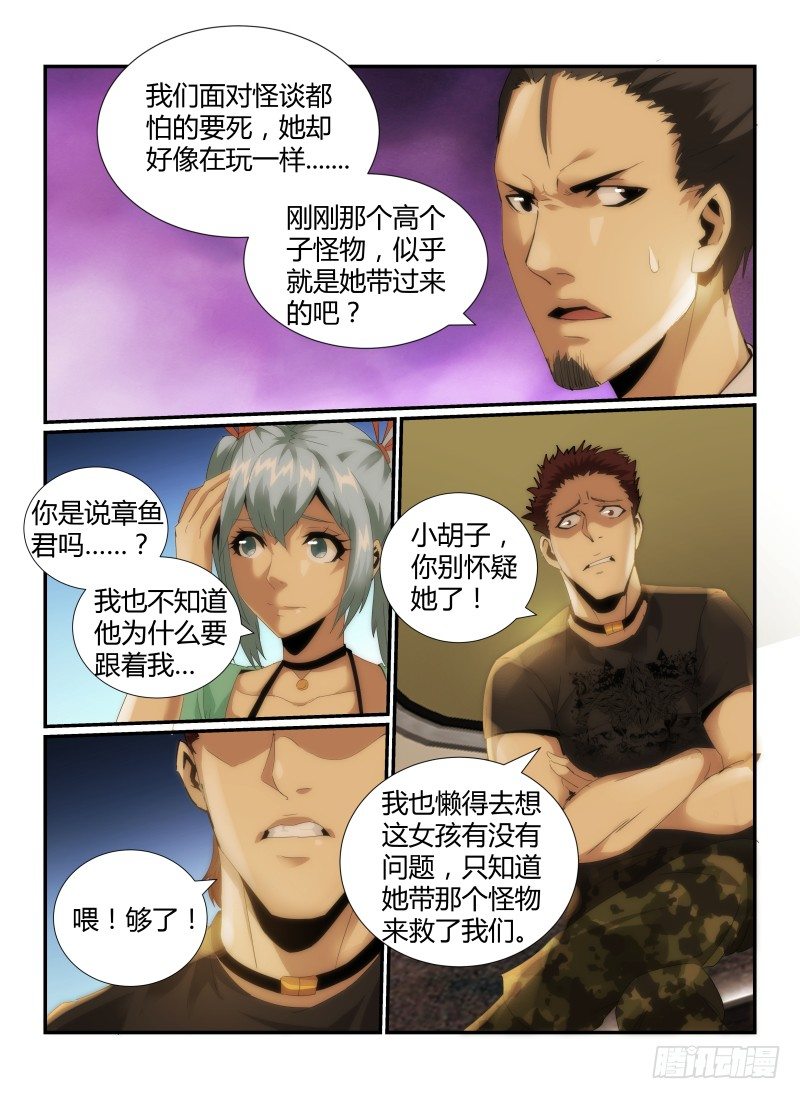 我们面对怪谈都
怕的要死，她却
好像在玩一样.......
刚刚那个高个
子怪物，似乎
就是她带过来
的吧？
你是说章鱼
君吗……？
我也不知道
他为什么要
跟着我...
小胡子，
你别怀疑
她了！
喂！够了！
我也懒得去想
这女孩有没有
问题，只知道
她带那个怪物
来救了我们。
腾讯动漫